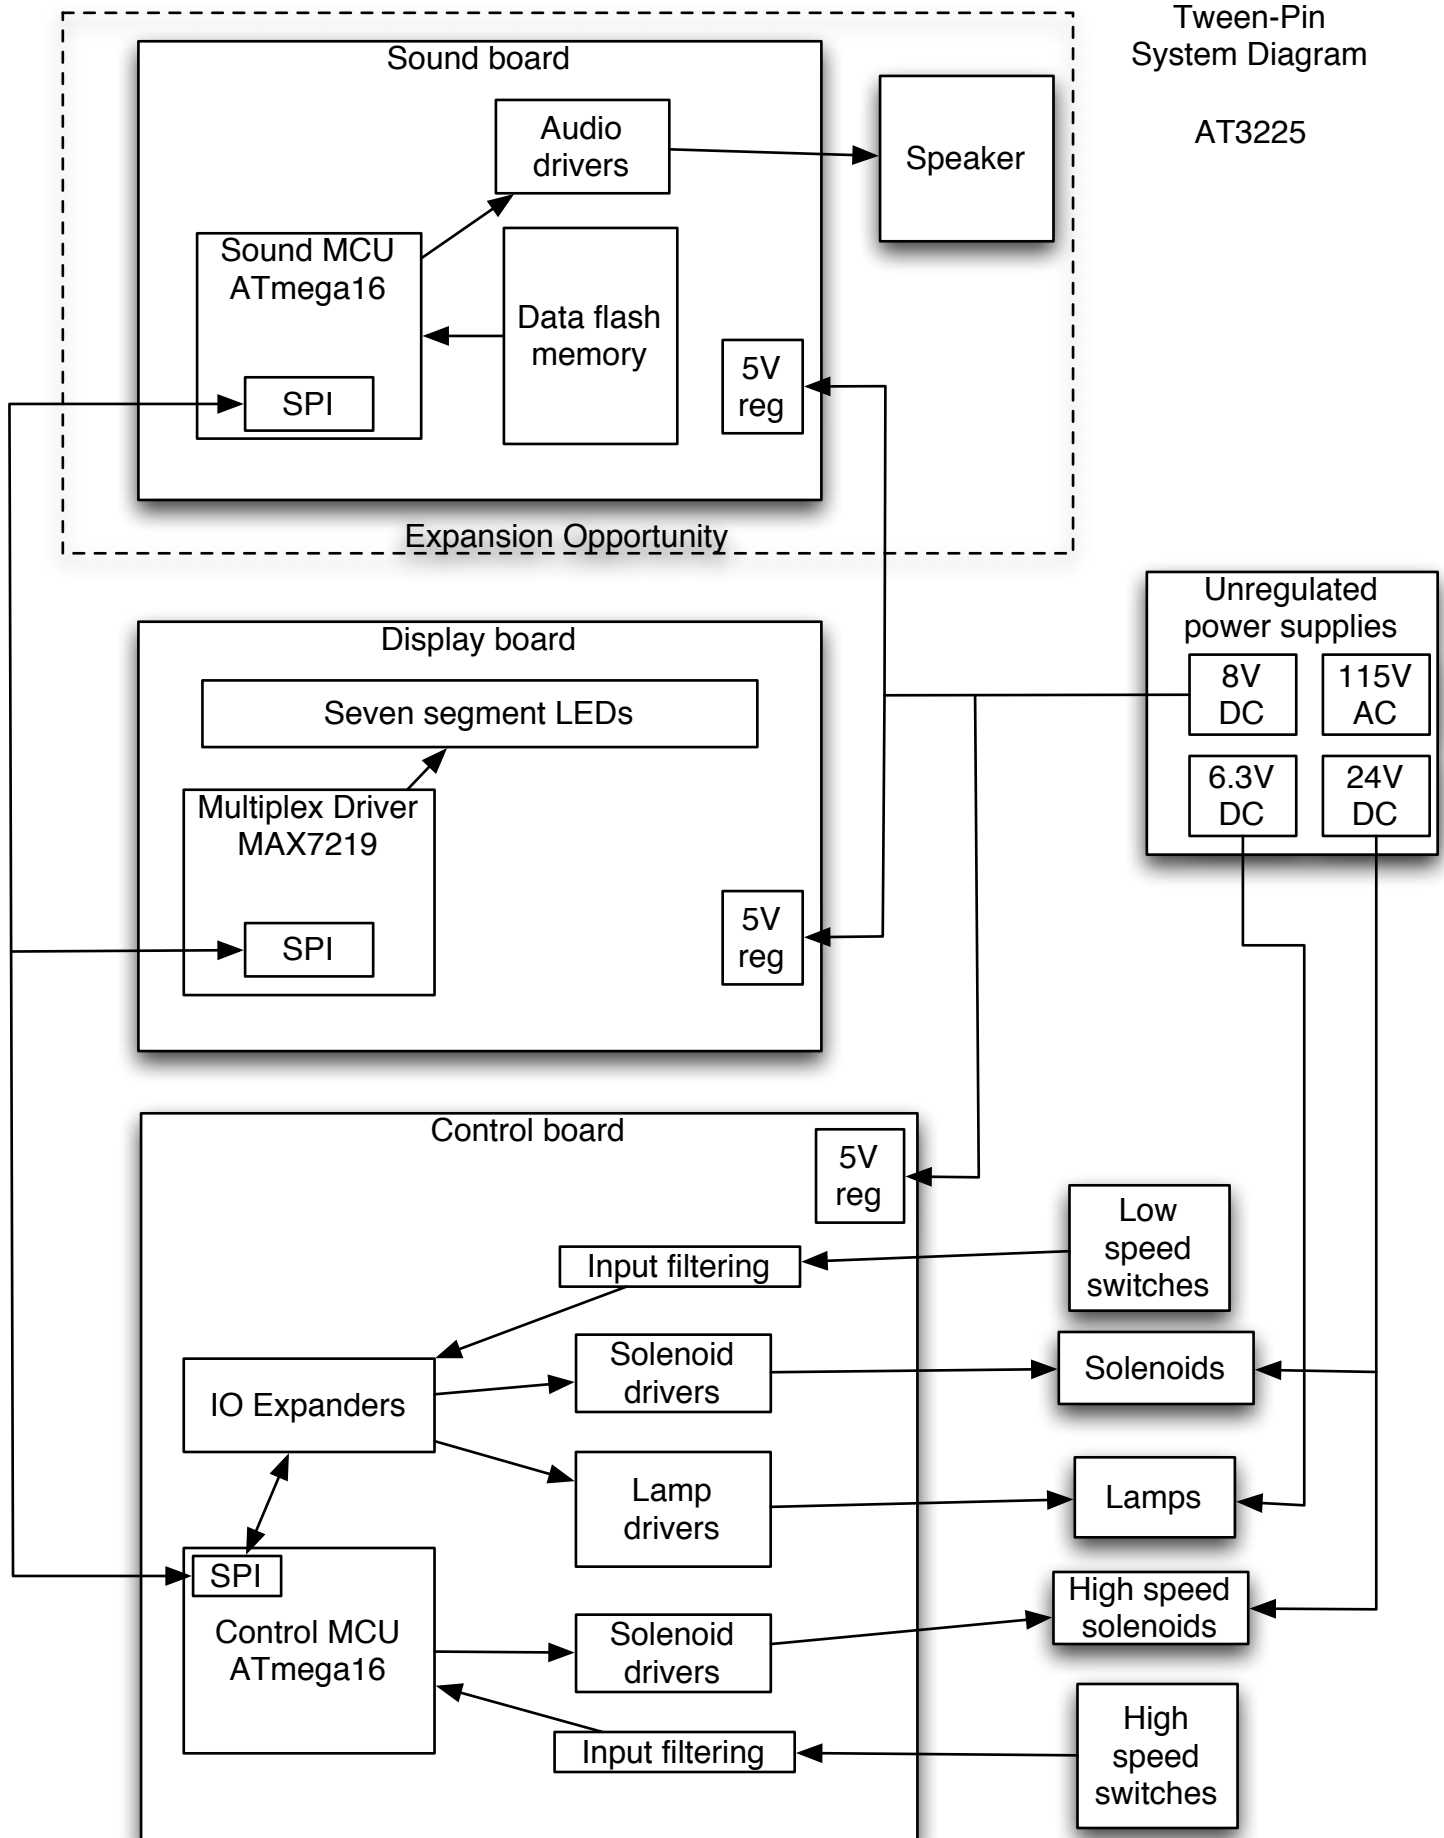 Tween-Pin
System Diagram
AT3225
Sound board
Audio
drivers
Speaker
Sound MCU
ATmega16
Data flash
memory
5V
reg
SPI
Expansion Opportunity
Unregulated
power supplies
8V
DC
115V
AC
6.3V
DC
24V
DC
Display board
Seven segment LEDs
Multiplex Driver
MAX7219
SPI
5V
reg
Control board
5V
reg
Low
speed
switches
Input filtering
Solenoid
drivers
Solenoids
IO Expanders
Lamp
drivers
Lamps
SPI
Control MCU
ATmega16
Solenoid
drivers
High speed
solenoids
Input filtering
High
speed
switches